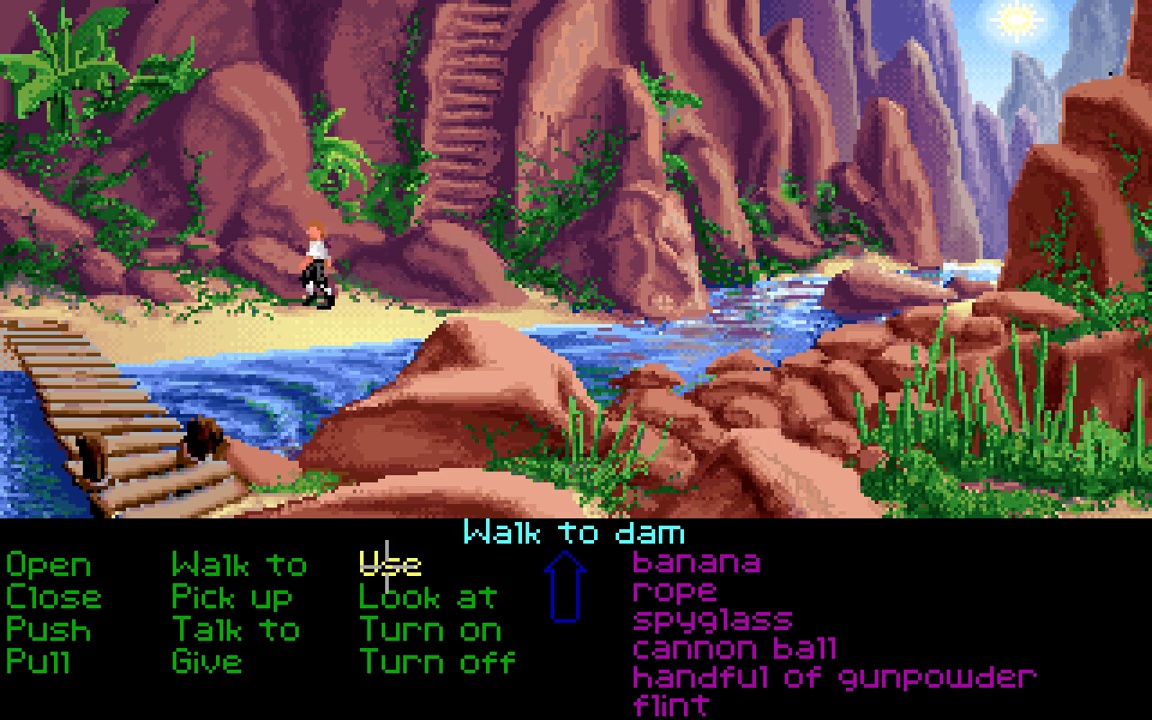 Walk to dam
Open Walk to Use banana
Close Pick up Look at rope
Push Talk to Turn on spyglass
Pull Give Turn off cannon ball
handful of gunpowder
flint